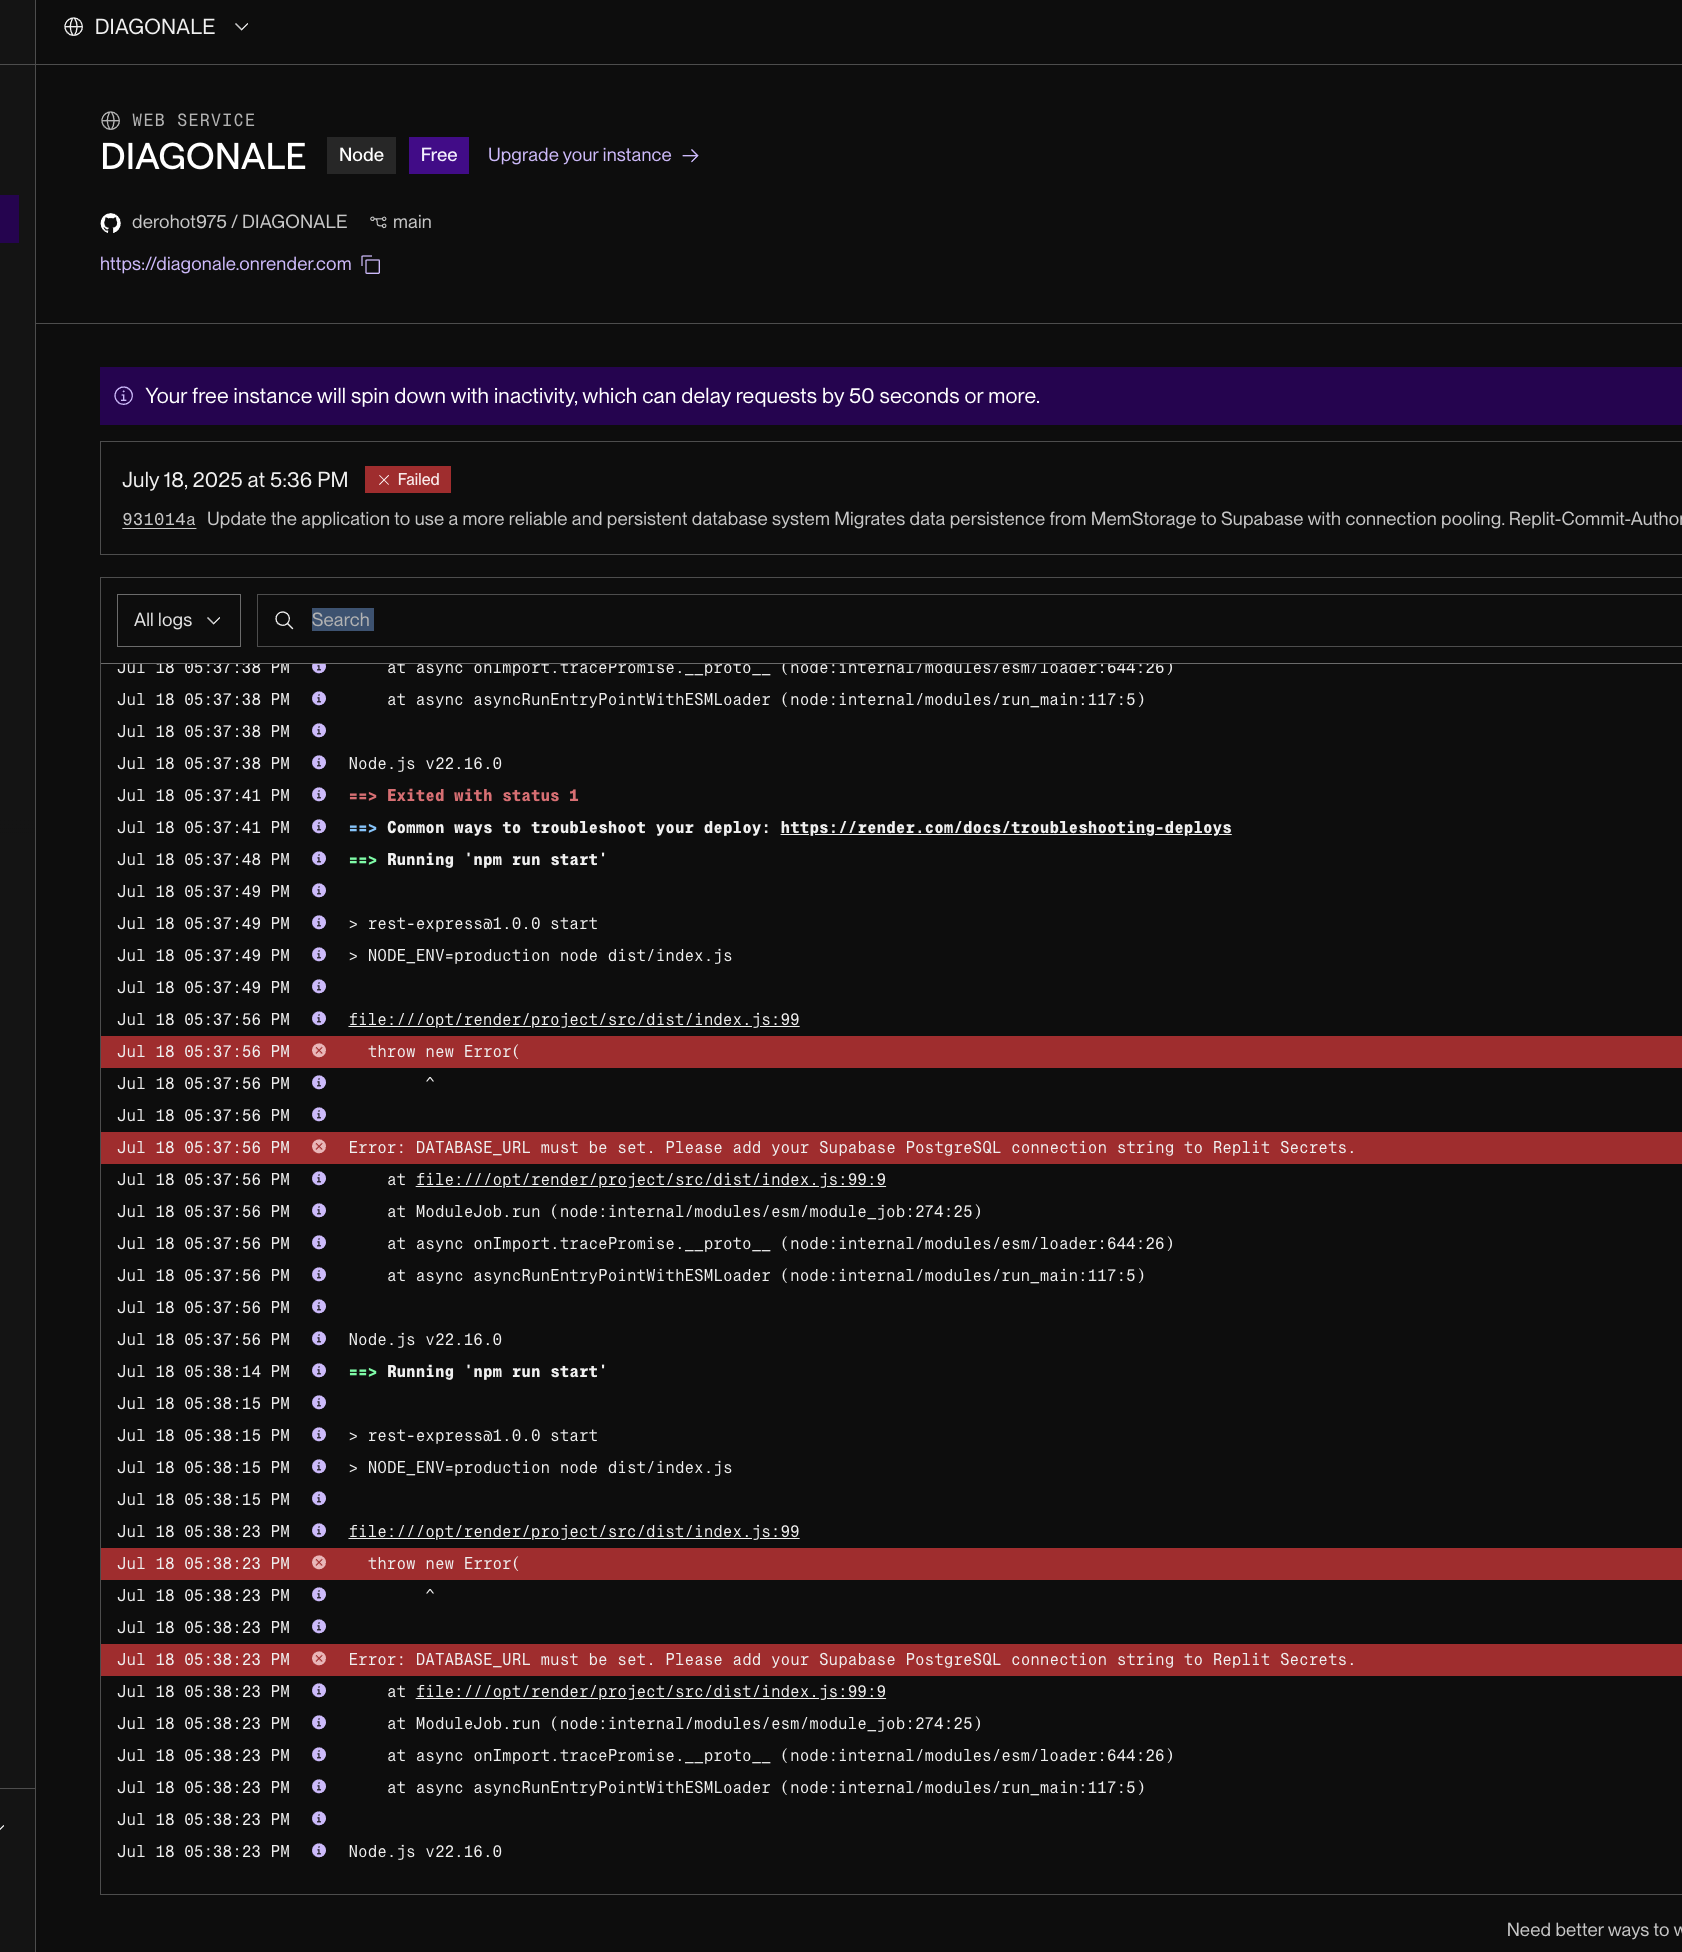 DIAGONALE
WEB SERVICE
DIAGONALE Node Free Upgrade your instance →
derohot975 / DIAGONALE main
https://diagonale.onrender.com
Your free instance will spin down with inactivity, which can delay requests by 50 seconds or more.
July 18, 2025 at 5:36 PM Failed
931014a Update the application to use a more reliable and persistent database system Migrates data persistence from MemStorage to Supabase with connection pooling. Replit-Commit-Author
All logs Search
Jul 18 05:37:38 PM at async onImport.tracePromise.__proto__ (node:internal/modules/esm/loader:644:26)
Jul 18 05:37:38 PM at async asyncRunEntryPointWithESMLoader (node:internal/modules/run_main:117:5)
Jul 18 05:37:38 PM
Jul 18 05:37:38 PM Node.js v22.16.0
Jul 18 05:37:41 PM ==> Exited with status 1
Jul 18 05:37:41 PM ==> Common ways to troubleshoot your deploy: https://render.com/docs/troubleshooting-deploys
Jul 18 05:37:48 PM ==> Running 'npm run start'
Jul 18 05:37:49 PM
Jul 18 05:37:49 PM > rest-express@1.0.0 start
Jul 18 05:37:49 PM > NODE_ENV=production node dist/index.js
Jul 18 05:37:49 PM
Jul 18 05:37:56 PM file:///opt/render/project/src/dist/index.js:99
Jul 18 05:37:56 PM throw new Error(
Jul 18 05:37:56 PM ^
Jul 18 05:37:56 PM
Jul 18 05:37:56 PM Error: DATABASE_URL must be set. Please add your Supabase PostgreSQL connection string to Replit Secrets.
Jul 18 05:37:56 PM at file:///opt/render/project/src/dist/index.js:99:9
Jul 18 05:37:56 PM at ModuleJob.run (node:internal/modules/esm/module_job:274:25)
Jul 18 05:37:56 PM at async onImport.tracePromise.__proto__ (node:internal/modules/esm/loader:644:26)
Jul 18 05:37:56 PM at async asyncRunEntryPointWithESMLoader (node:internal/modules/run_main:117:5)
Jul 18 05:37:56 PM
Jul 18 05:37:56 PM Node.js v22.16.0
Jul 18 05:38:14 PM ==> Running 'npm run start'
Jul 18 05:38:15 PM
Jul 18 05:38:15 PM > rest-express@1.0.0 start
Jul 18 05:38:15 PM > NODE_ENV=production node dist/index.js
Jul 18 05:38:15 PM
Jul 18 05:38:23 PM file:///opt/render/project/src/dist/index.js:99
Jul 18 05:38:23 PM throw new Error(
Jul 18 05:38:23 PM ^
Jul 18 05:38:23 PM
Jul 18 05:38:23 PM Error: DATABASE_URL must be set. Please add your Supabase PostgreSQL connection string to Replit Secrets.
Jul 18 05:38:23 PM at file:///opt/render/project/src/dist/index.js:99:9
Jul 18 05:38:23 PM at ModuleJob.run (node:internal/modules/esm/module_job:274:25)
Jul 18 05:38:23 PM at async onImport.tracePromise.__proto__ (node:internal/modules/esm/loader:644:26)
Jul 18 05:38:23 PM at async asyncRunEntryPointWithESMLoader (node:internal/modules/run_main:117:5)
Jul 18 05:38:23 PM
Jul 18 05:38:23 PM Node.js v22.16.0
Need better ways to